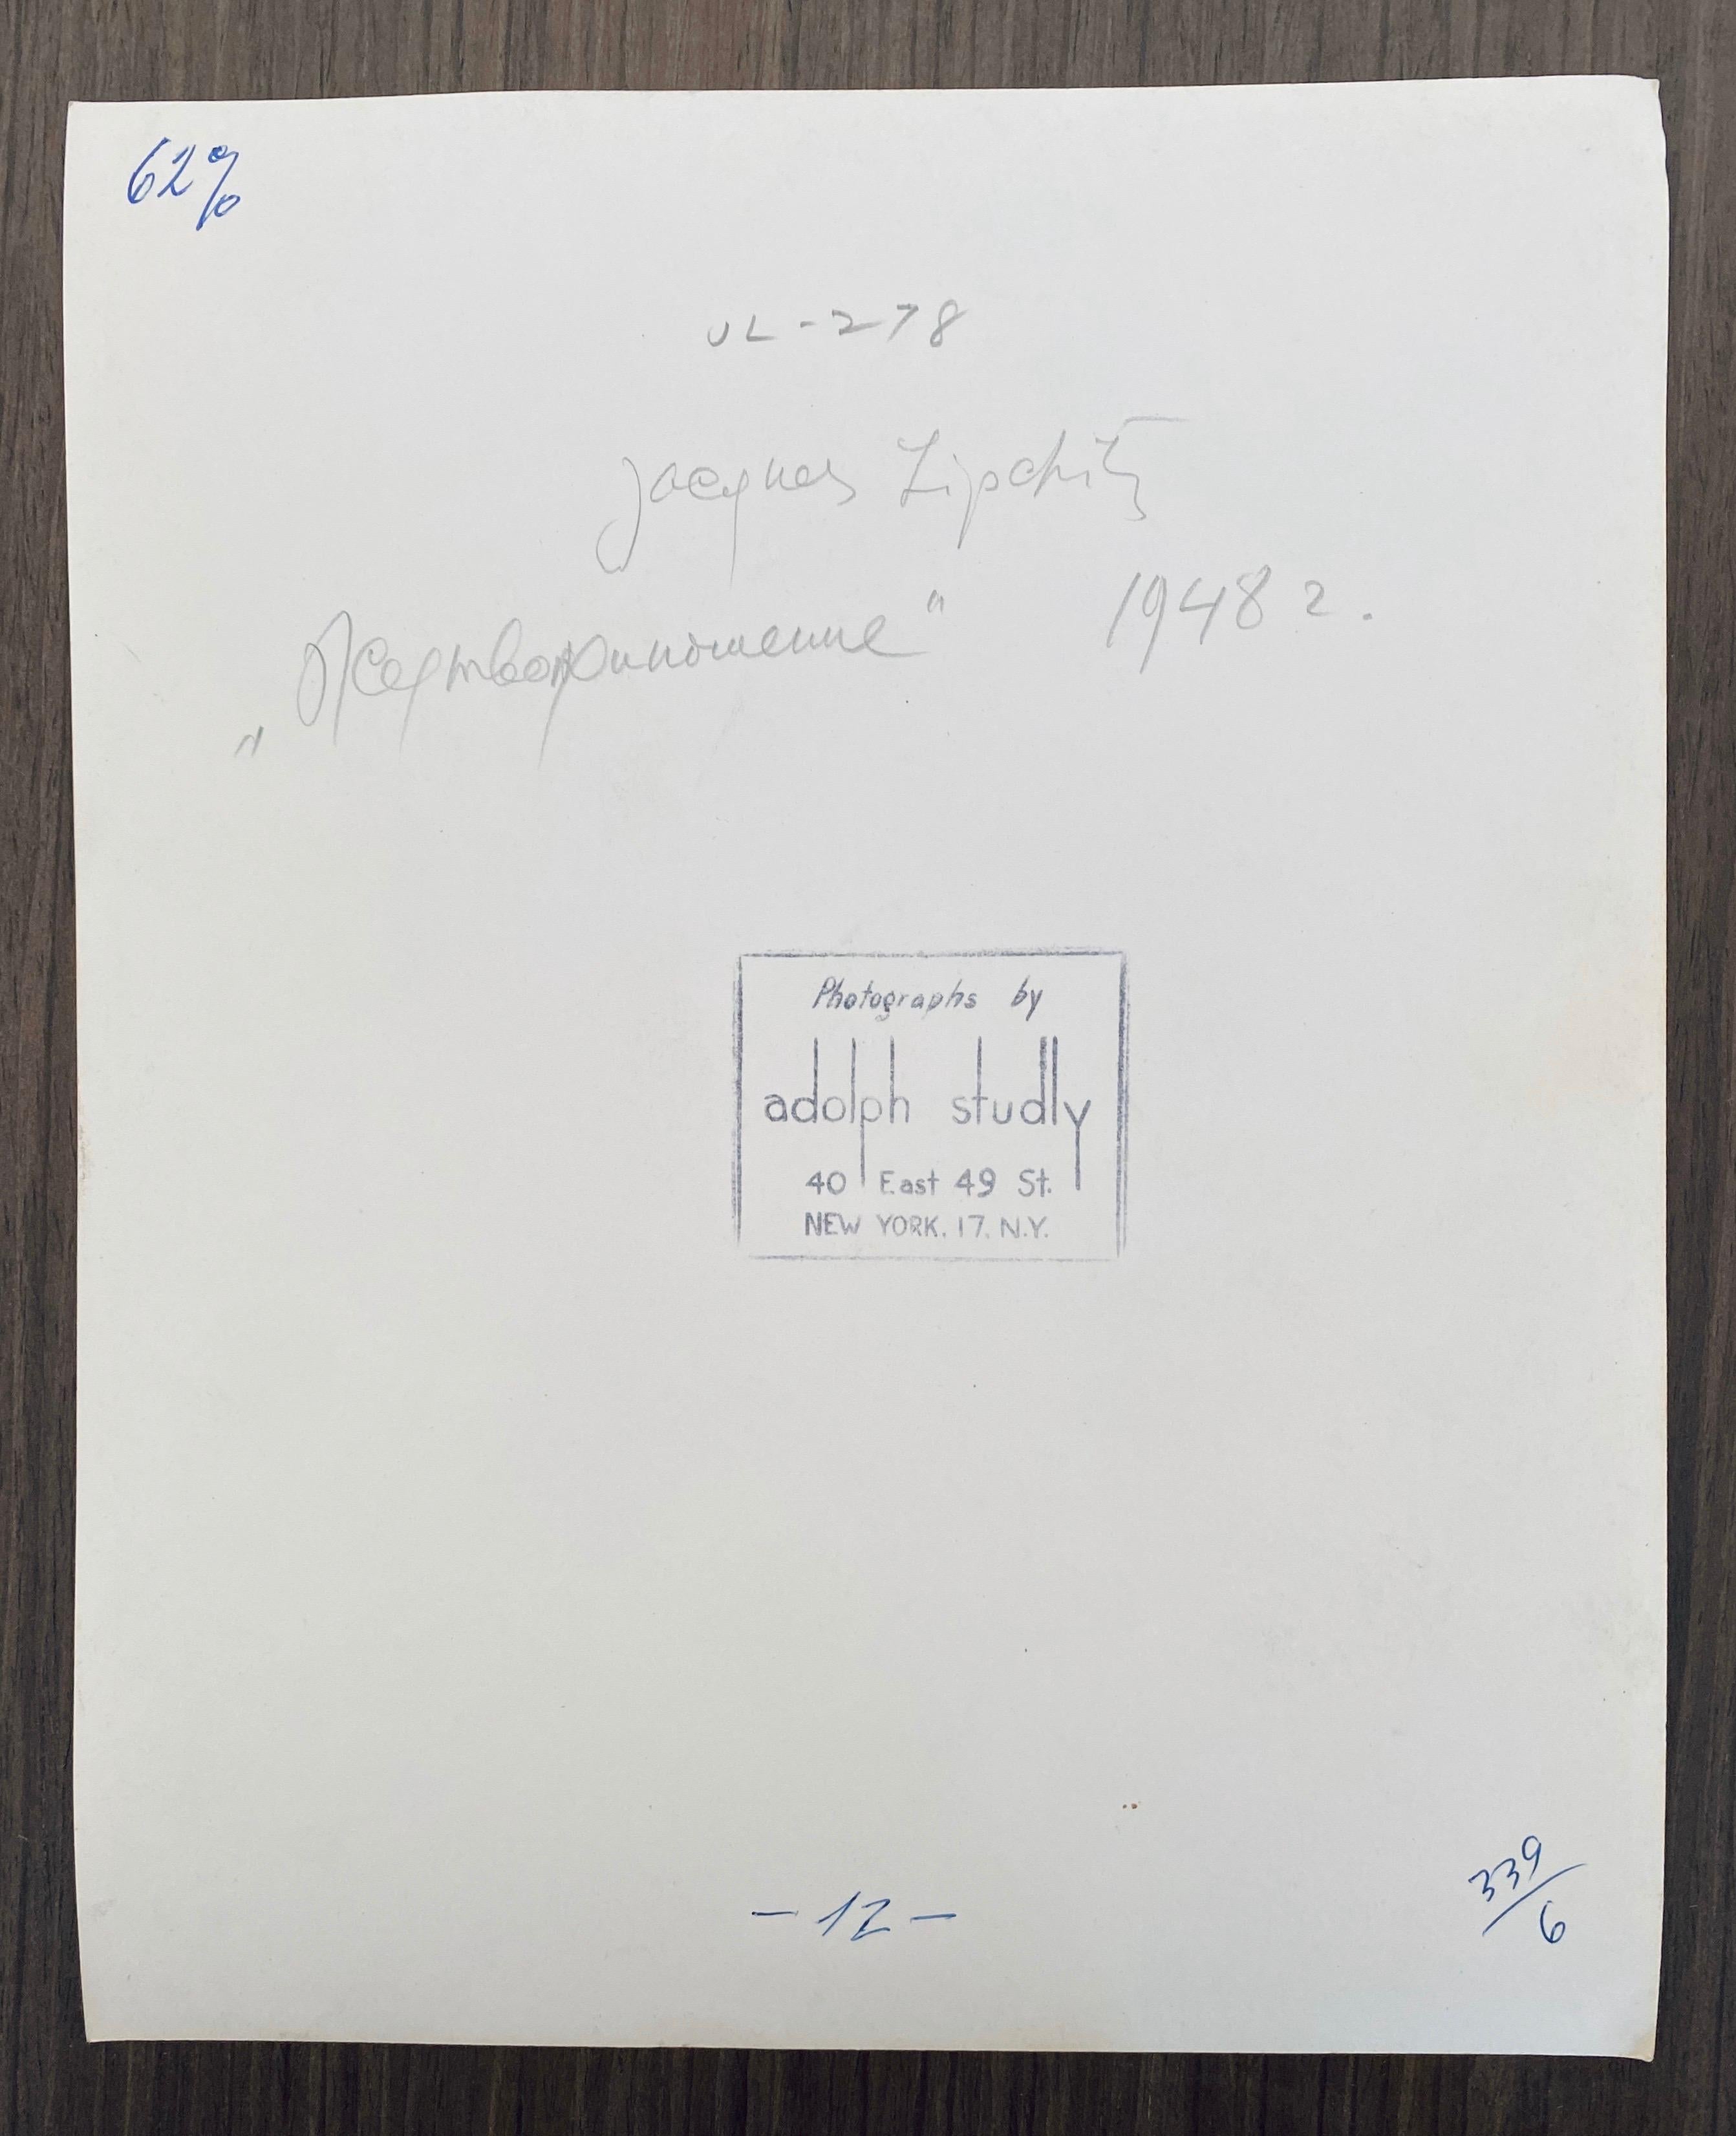 62%
JL-278
Jacques Lipchitz
„Жертвоприношение“ 1948 г.
Photographs by
adolph studly
40 East 49 St.
NEW YORK. 17. N.Y.
-12-
339/6